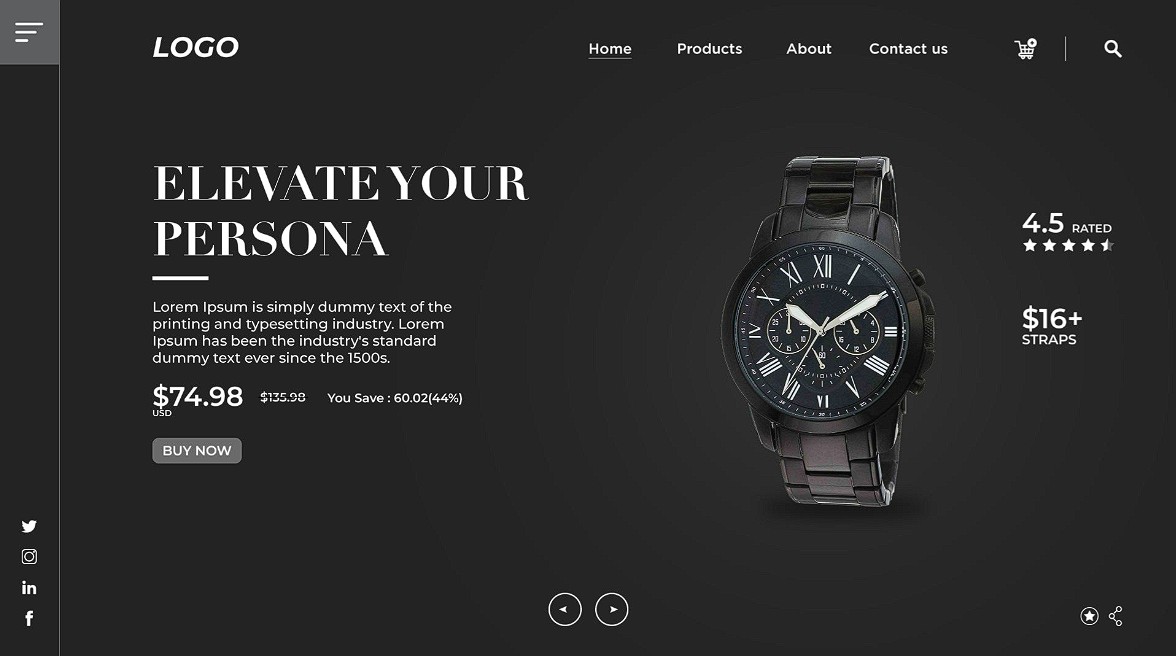 LOGO
Home
Products
About
Contact us
ELEVATE YOUR
PERSONA
Lorem Ipsum is simply dummy text of the
printing and typesetting industry. Lorem
Ipsum has been the industry's standard
dummy text ever since the 1500s.
$74.98
USD
$135.98
You Save : 60.02(44%)
BUY NOW
4.5 RATED
$16+
STRAPS